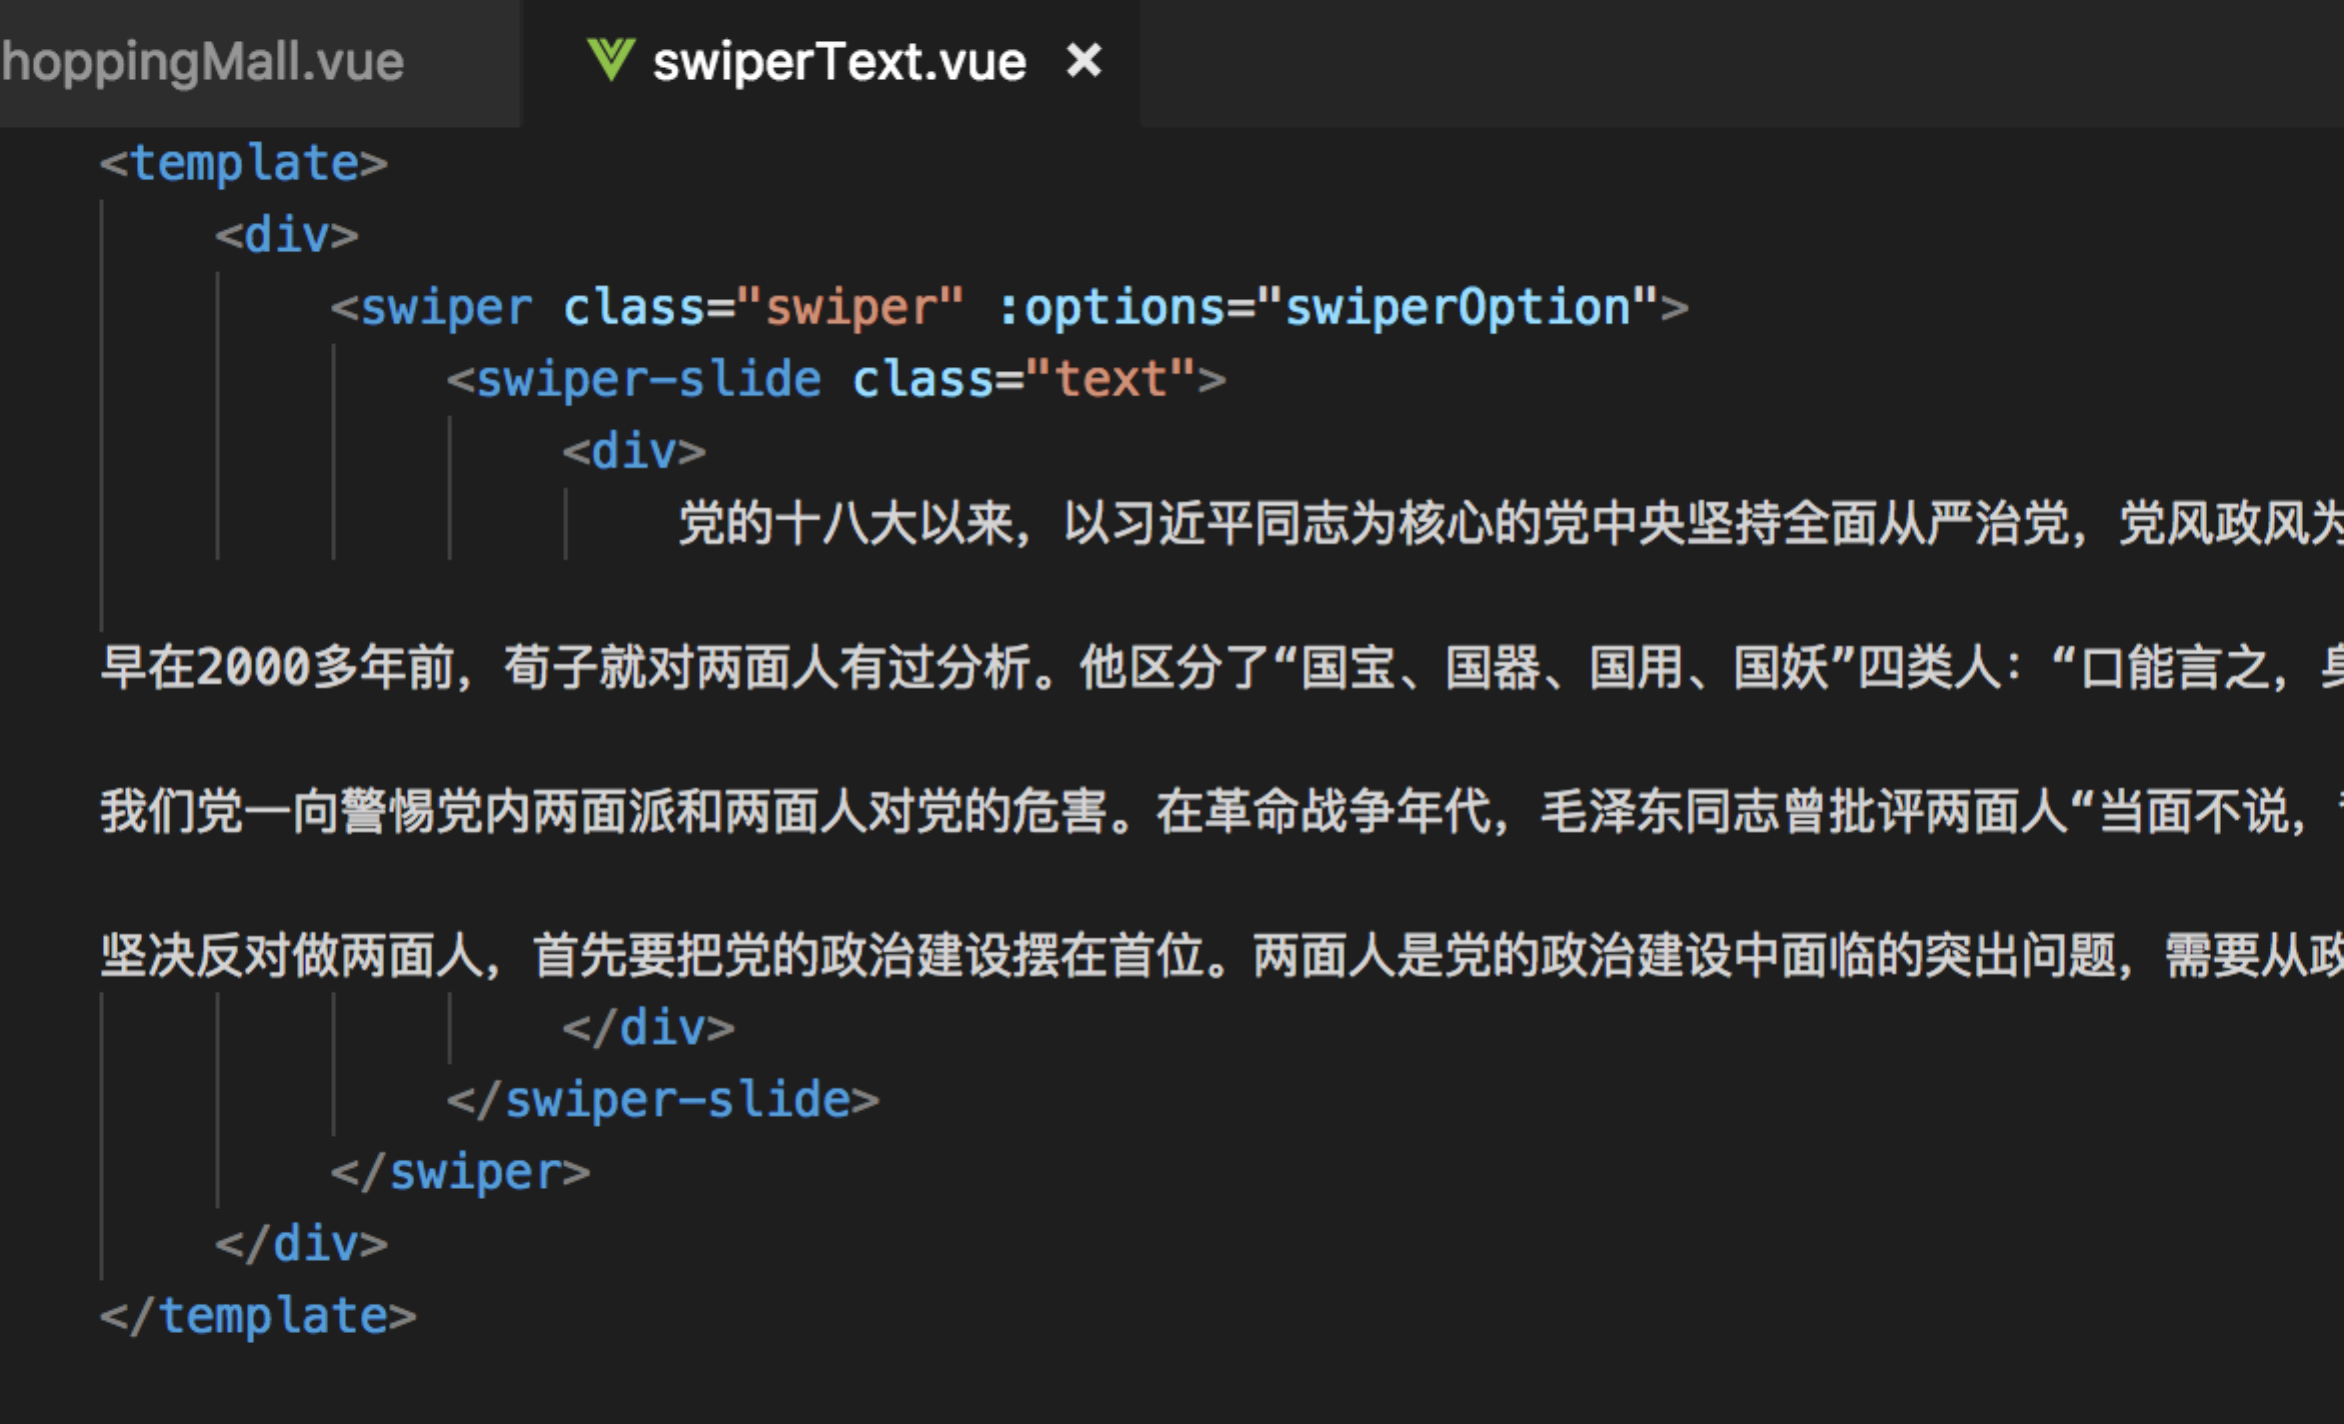 hoppingMall.vue
swiperText.vue
<template>
<div>
<swiper class="swiper" :options="swiperOption">
<swiper-slide class="text">
<div>
党的十八大以来，以习近平同志为核心的党中央坚持全面从严治党，党风政风为
早在2000多年前，荀子就对两面人有过分析。他区分了“国宝、国器、国用、国妖”四类人：“口能言之，
我们党一向警惕党内两面派和两面人对党的危害。在革命战争年代，毛泽东同志曾批评两面人“当面不说，
坚决反对做两面人，首先要把党的政治建设摆在首位。两面人是党的政治建设中面临的突出问题，需要从政
</div>
</swiper-slide>
</swiper>
</div>
</template>